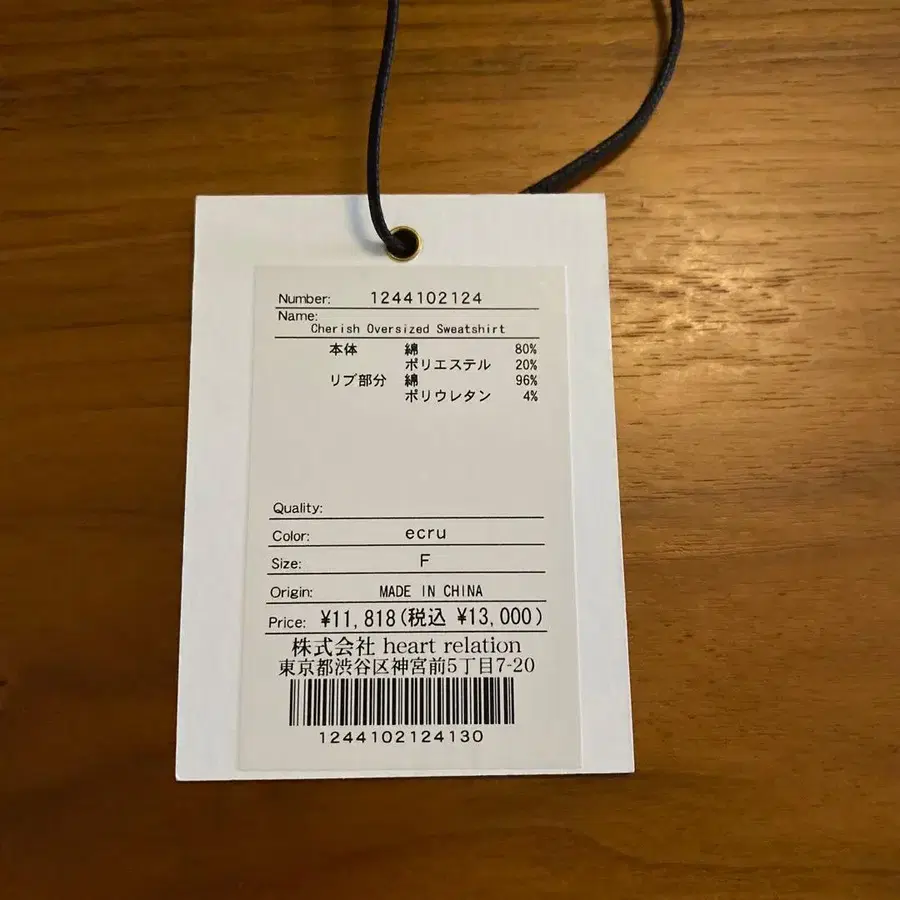 Number: 1244102124
Name:
Cherish Oversized Sweatshirt
本体 綿 80%
ポリエステル 20%
リブ部分 綿 96%
ポリウレタン 4%
Quality:
Color: ecru
Size: F
Origin: MADE IN CHINA
Price: ¥11,818(税込 ¥13,000)
株式会社 heart relation
東京都渋谷区神宮前5丁目7-20
1244102124130